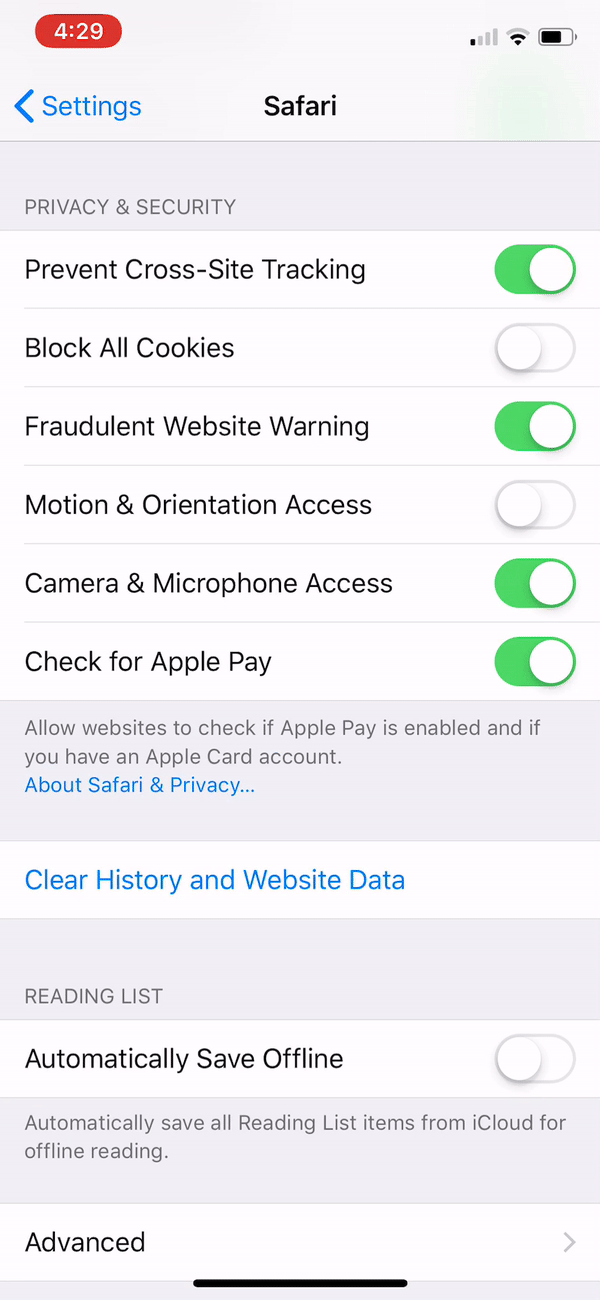 4:29
Settings
Safari
PRIVACY & SECURITY
Prevent Cross-Site Tracking
Block All Cookies
Fraudulent Website Warning
Motion & Orientation Access
Camera & Microphone Access
Check for Apple Pay
Allow websites to check if Apple Pay is enabled and if
you have an Apple Card account.
About Safari & Privacy...
Clear History and Website Data
READING LIST
Automatically Save Offline
Automatically save all Reading List items from iCloud for
offline reading.
Advanced